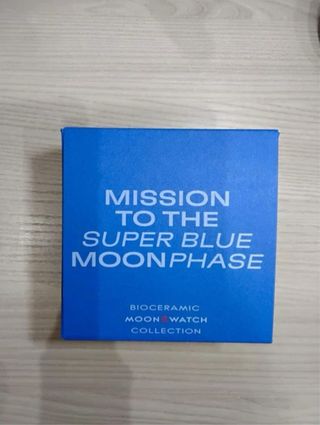 MISSION
TO THE
SUPER BLUE
MOONPHASE
BIOCERAMIC
MOONSWATCH
COLLECTION